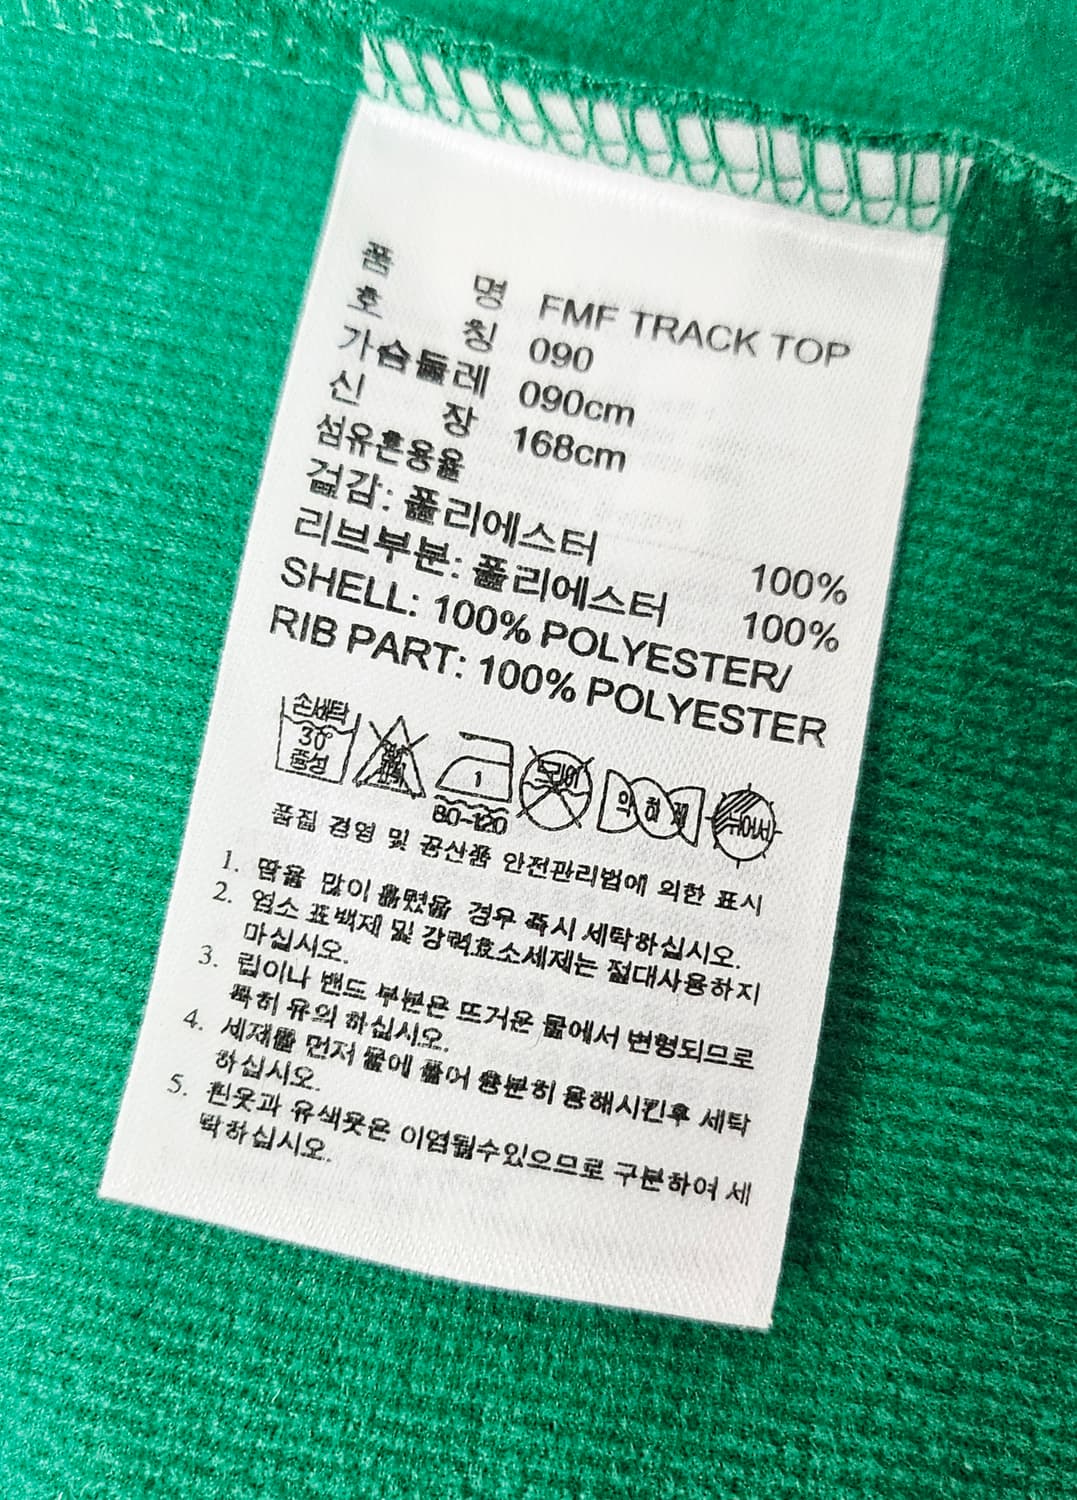 품 명 FMF TRACK TOP
호 칭 090
가슴둘레 090cm
신 장 168cm
섬유혼용율
겉감: 폴리에스터 100%
리브부분: 폴리에스터 100%
SHELL: 100% POLYESTER/
RIB PART: 100% POLYESTER
손세탁
30°
중성
1
80~120
드라이
약하게
뉘어서
품질 경영 및 공산품 안전관리법에 의한 표시
1. 땀을 많이 흘렸을 경우 즉시 세탁하십시오.
2. 염소 표백제 및 강력효소세제는 절대사용하지
마십시오.
3. 립이나 밴드 부분은 뜨거운 물에서 변형되므로
특히 유의 하십시오.
4. 세제를 먼저 물에 풀어 충분히 용해시킨후 세탁
하십시오.
5. 흰옷과 유색옷은 이염될수있으므로 구분하여 세
탁하십시오.